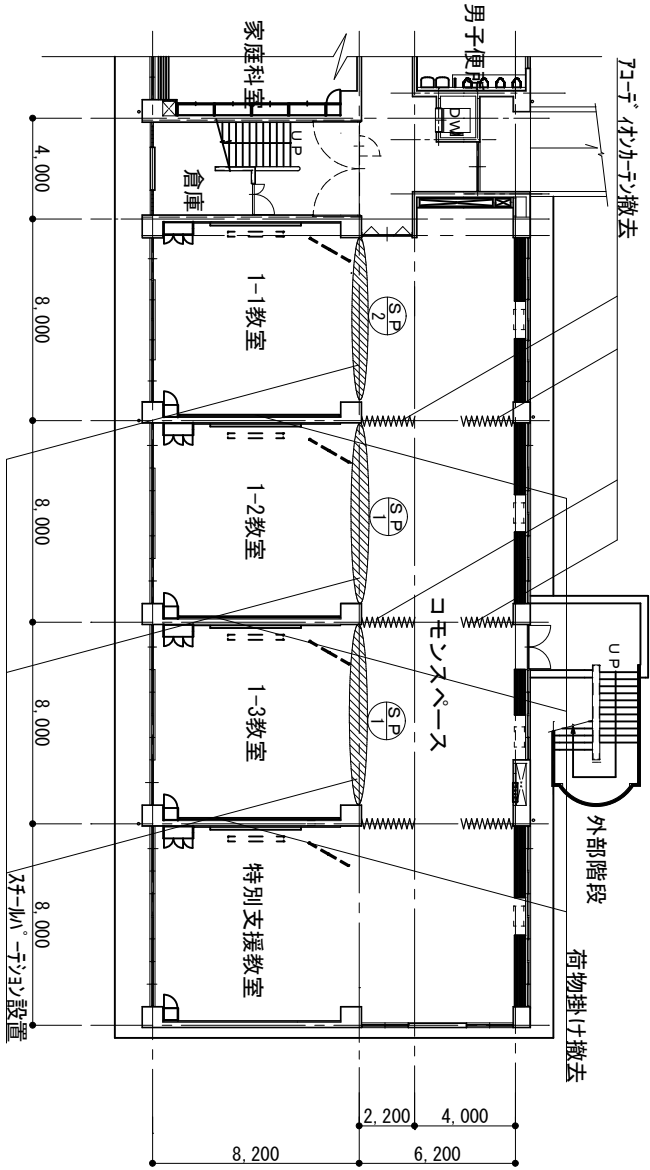 アコーディオンカーテン撤去
男子便所
家庭科室
DW
UP
倉庫
4,000
8,000
8,000
8,000
8,000
1-1教室
1-2教室
1-3教室
特別支援教室
SP
2
SP
1
SP
1
コモンスペース
UP
外部階段
荷物掛け撤去
スチールパーテション設置
2,200
4,000
8,200
6,200